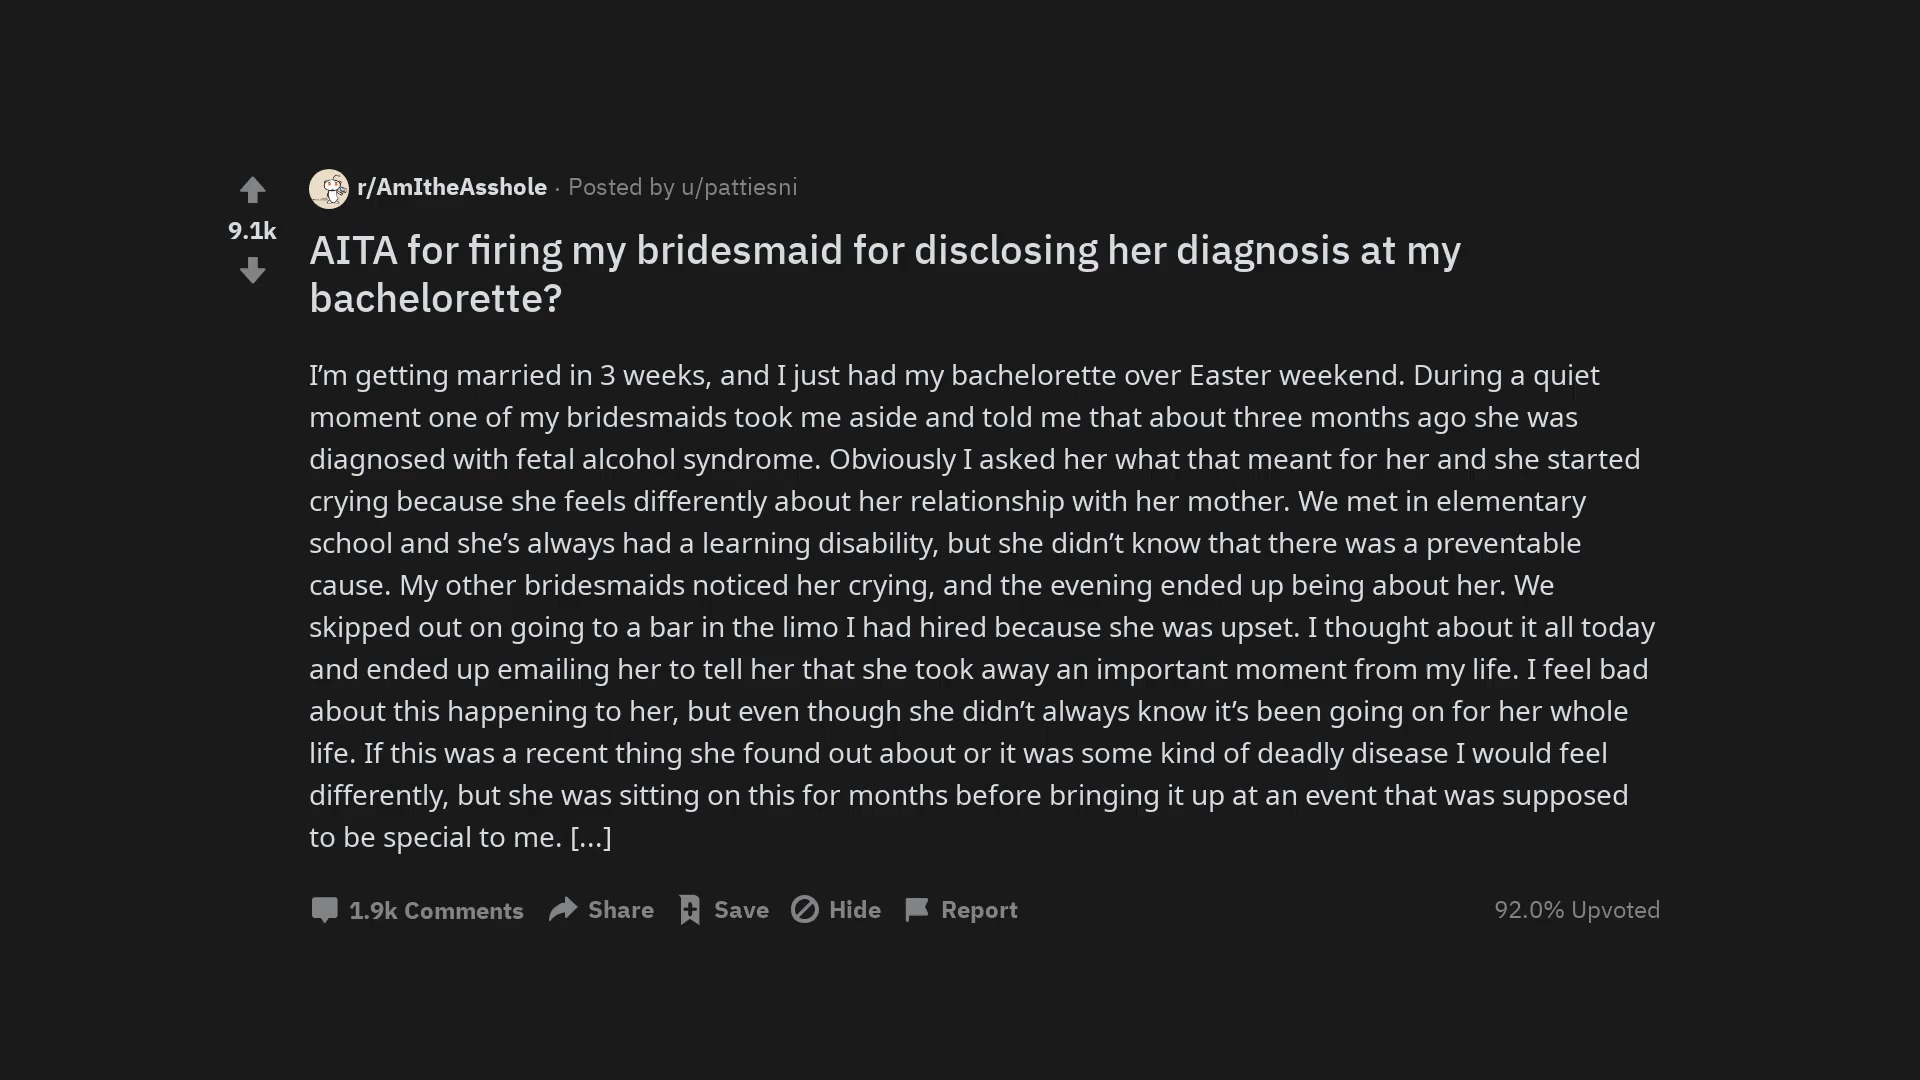 r/AmItheAsshole · Posted by u/pattiesni
9.1k
AITA for firing my bridesmaid for disclosing her diagnosis at my
bachelorette?
I’m getting married in 3 weeks, and I just had my bachelorette over Easter weekend. During a quiet
moment one of my bridesmaids took me aside and told me that about three months ago she was
diagnosed with fetal alcohol syndrome. Obviously I asked her what that meant for her and she started
crying because she feels differently about her relationship with her mother. We met in elementary
school and she’s always had a learning disability, but she didn’t know that there was a preventable
cause. My other bridesmaids noticed her crying, and the evening ended up being about her. We
skipped out on going to a bar in the limo I had hired because she was upset. I thought about it all today
and ended up emailing her to tell her that she took away an important moment from my life. I feel bad
about this happening to her, but even though she didn’t always know it’s been going on for her whole
life. If this was a recent thing she found out about or it was some kind of deadly disease I would feel
differently, but she was sitting on this for months before bringing it up at an event that was supposed
to be special to me. [...]
1.9k Comments Share Save Hide Report 92.0% Upvoted